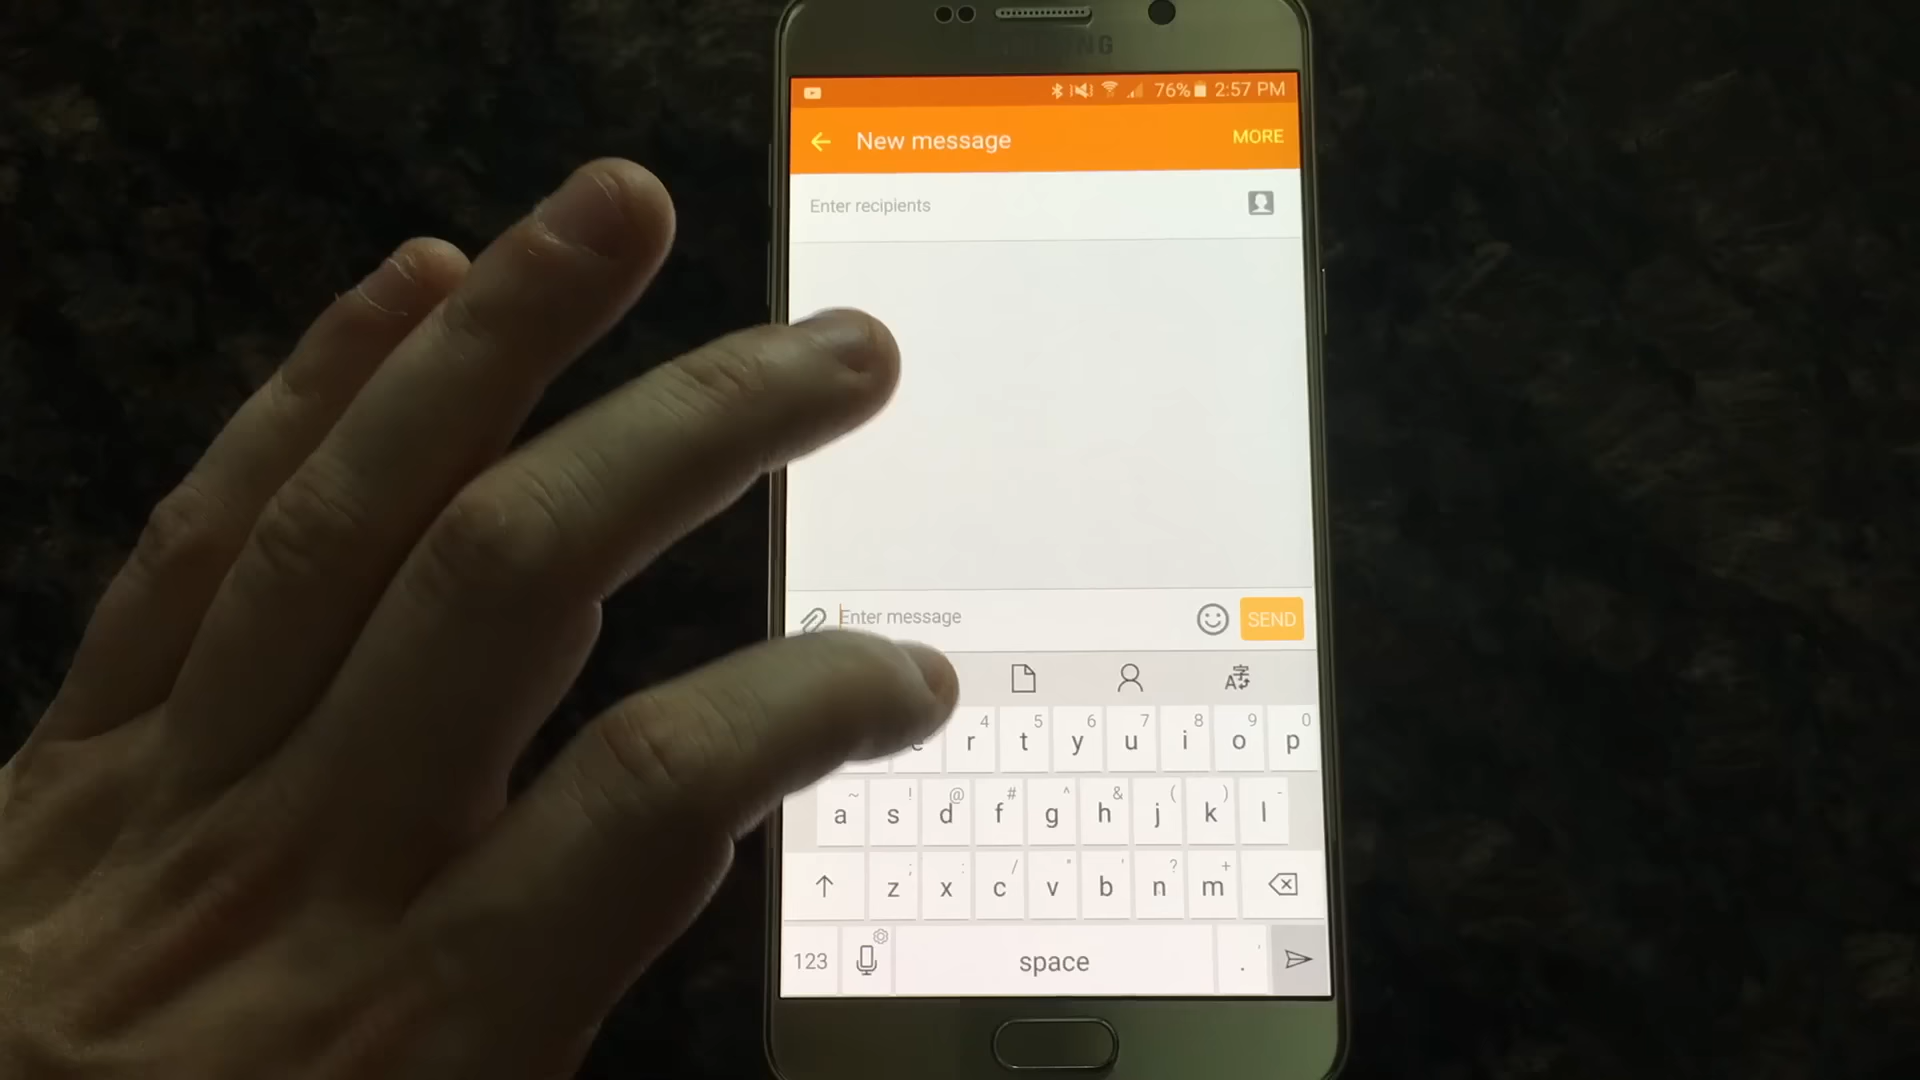 SAMSUNG
76% 2:57 PM
New message MORE
Enter recipients
Enter message SEND
4 5 6 7 8 9 0
e r t y u i o p
~ ! @ # ^ & ( ) -
a s d f g h j k l
; : / " ' ? +
z x c v b n m
123 space . '